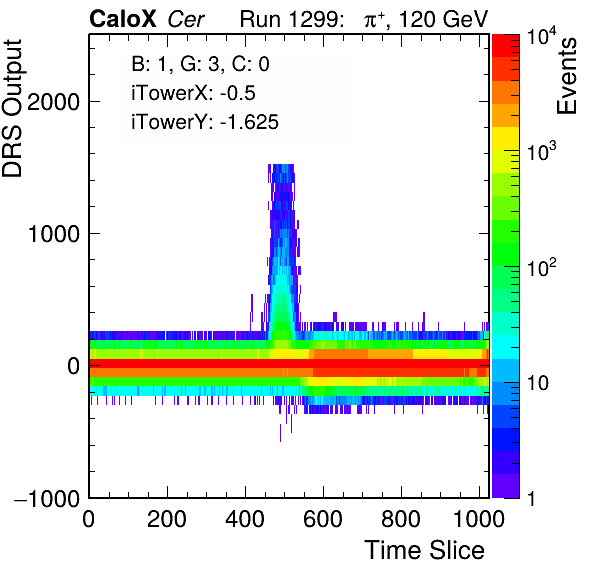 CaloX Cer Run 1299: π⁺, 120 GeV
B: 1, G: 3, C: 0
iTowerX: -0.5
iTowerY: -1.625
DRS Output
2000
1000
0
−1000
0 200 400 600 800 1000
Time Slice
Events
10⁴
10³
10²
10
1